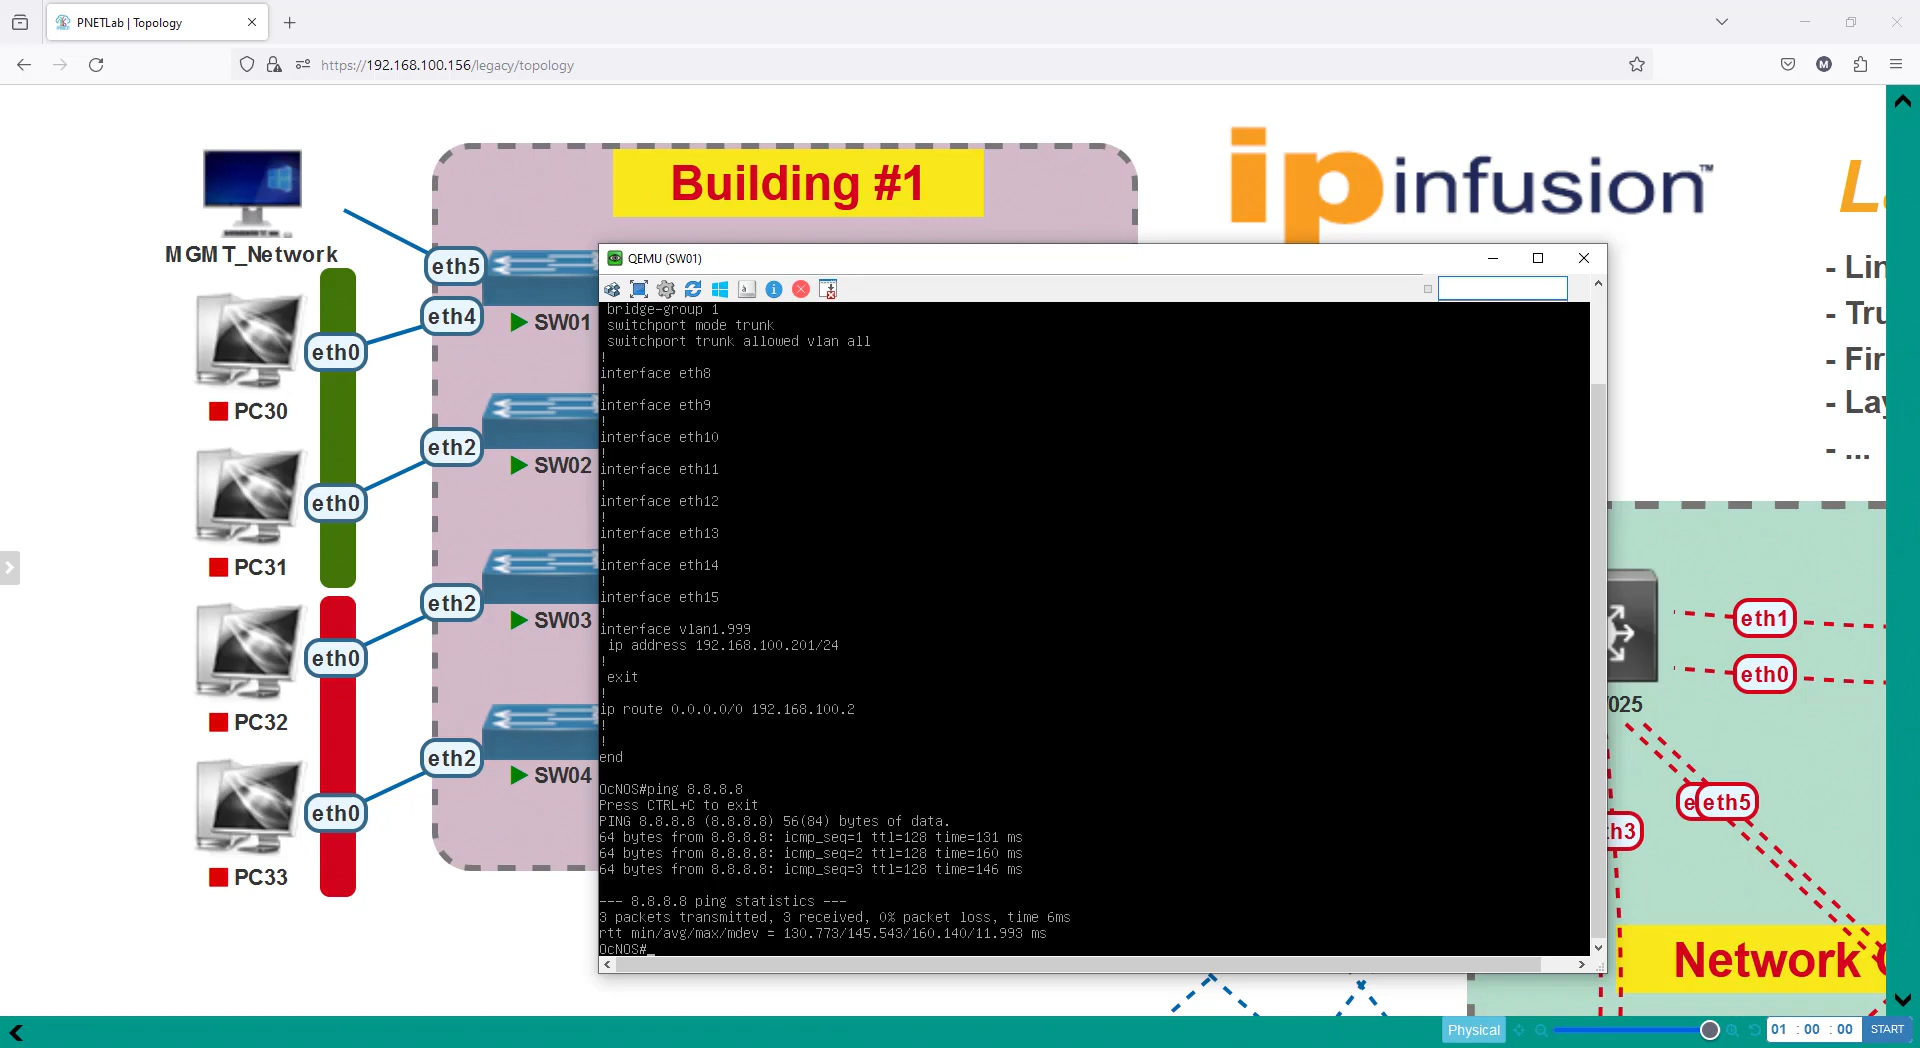 PNETLab | Topology
https://192.168.100.156/legacy/topology
M
Building #1
ip infusion™
MGMT_Network
eth5
eth4
SW01
eth0
PC30
eth2
SW02
eth0
PC31
eth2
SW03
eth0
PC32
eth2
SW04
eth0
PC33
QEMU (SW01)
bridge-group 1
switchport mode trunk
switchport trunk allowed vlan all
!
interface eth8
!
interface eth9
!
interface eth10
!
interface eth11
!
interface eth12
!
interface eth13
!
interface eth14
!
interface eth15
!
interface vlan1.999
ip address 192.168.100.201/24
!
exit
!
ip route 0.0.0.0/0 192.168.100.2
!
!
end
OcNOS#ping 8.8.8.8
Press CTRL+C to exit
PING 8.8.8.8 (8.8.8.8) 56(84) bytes of data.
64 bytes from 8.8.8.8: icmp_seq=1 ttl=128 time=131 ms
64 bytes from 8.8.8.8: icmp_seq=2 ttl=128 time=160 ms
64 bytes from 8.8.8.8: icmp_seq=3 ttl=128 time=146 ms
--- 8.8.8.8 ping statistics ---
3 packets transmitted, 3 received, 0% packet loss, time 6ms
rtt min/avg/max/mdev = 130.773/145.543/160.140/11.993 ms
OcNOS#_
- Lin
- Tru
- Fir
- Lay
- ...
eth1
eth0
025
eth5
th3
Network
Physical
01 : 00 : 00
START